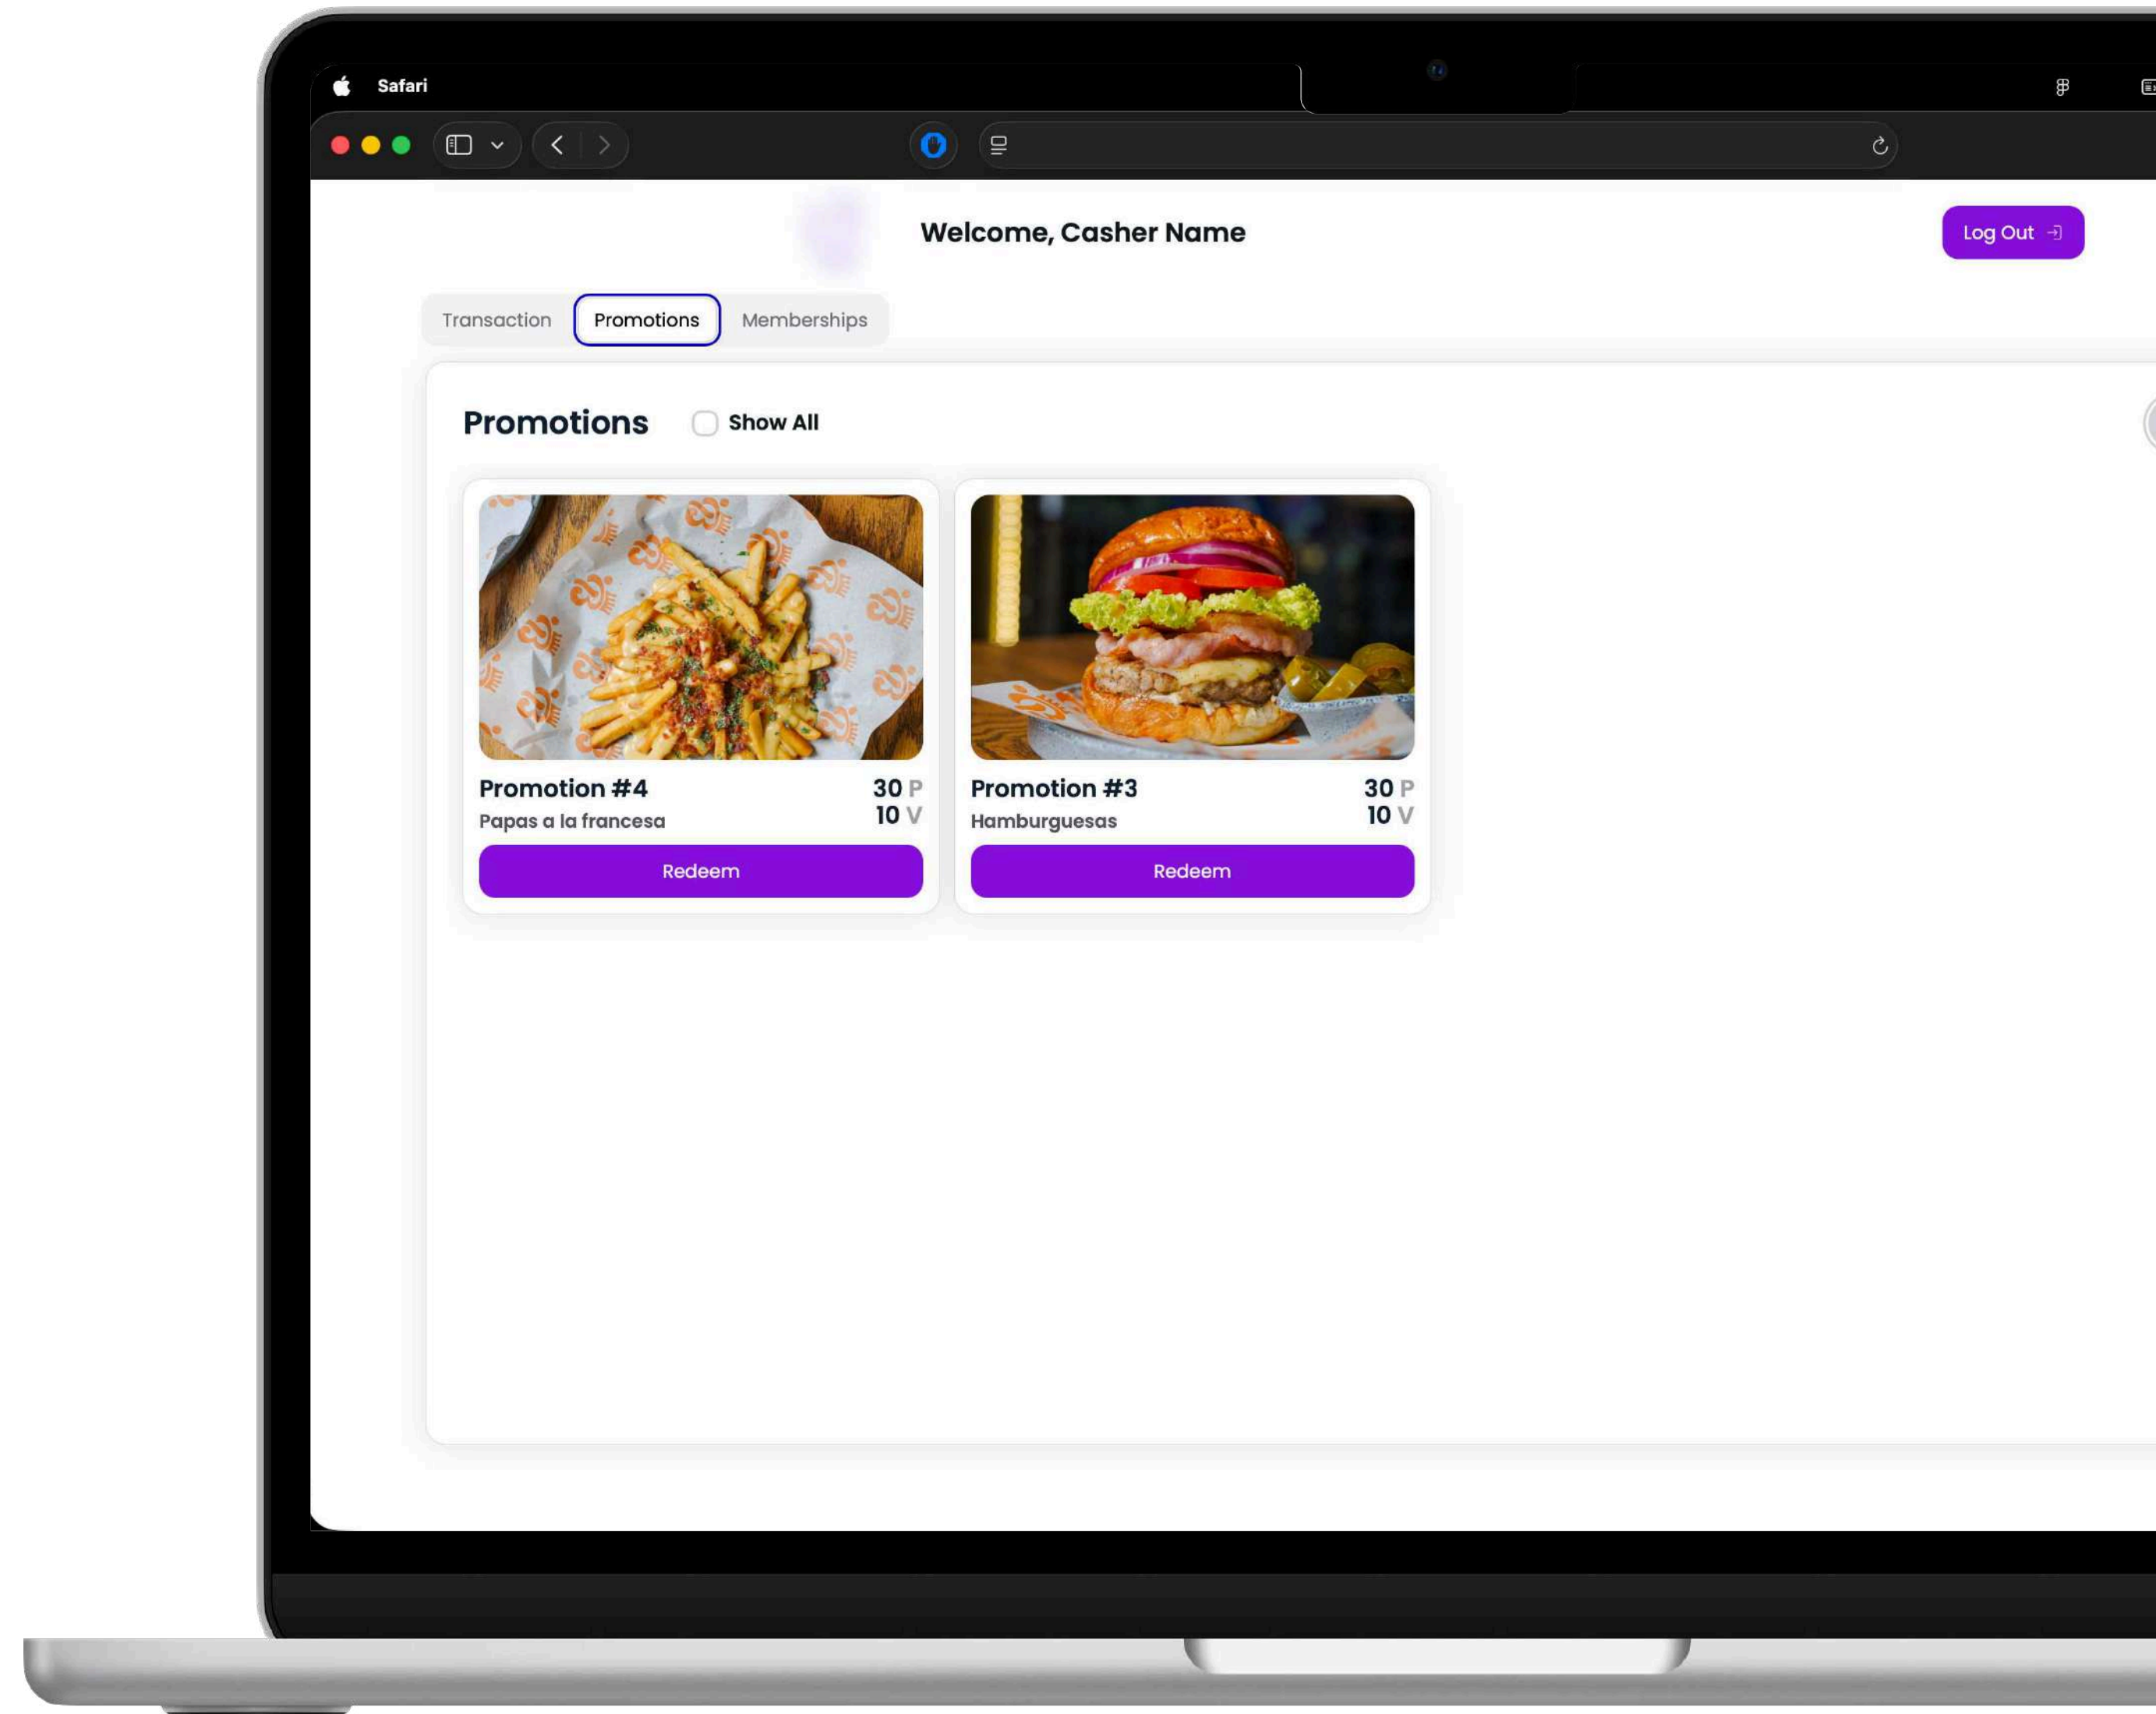 Safari
Welcome, Casher Name
Log Out
Transaction Promotions Memberships
Promotions Show All
Promotion #4 30 P
Papas a la francesa 10 V
Redeem
Promotion #3 30 P
Hamburguesas 10 V
Redeem